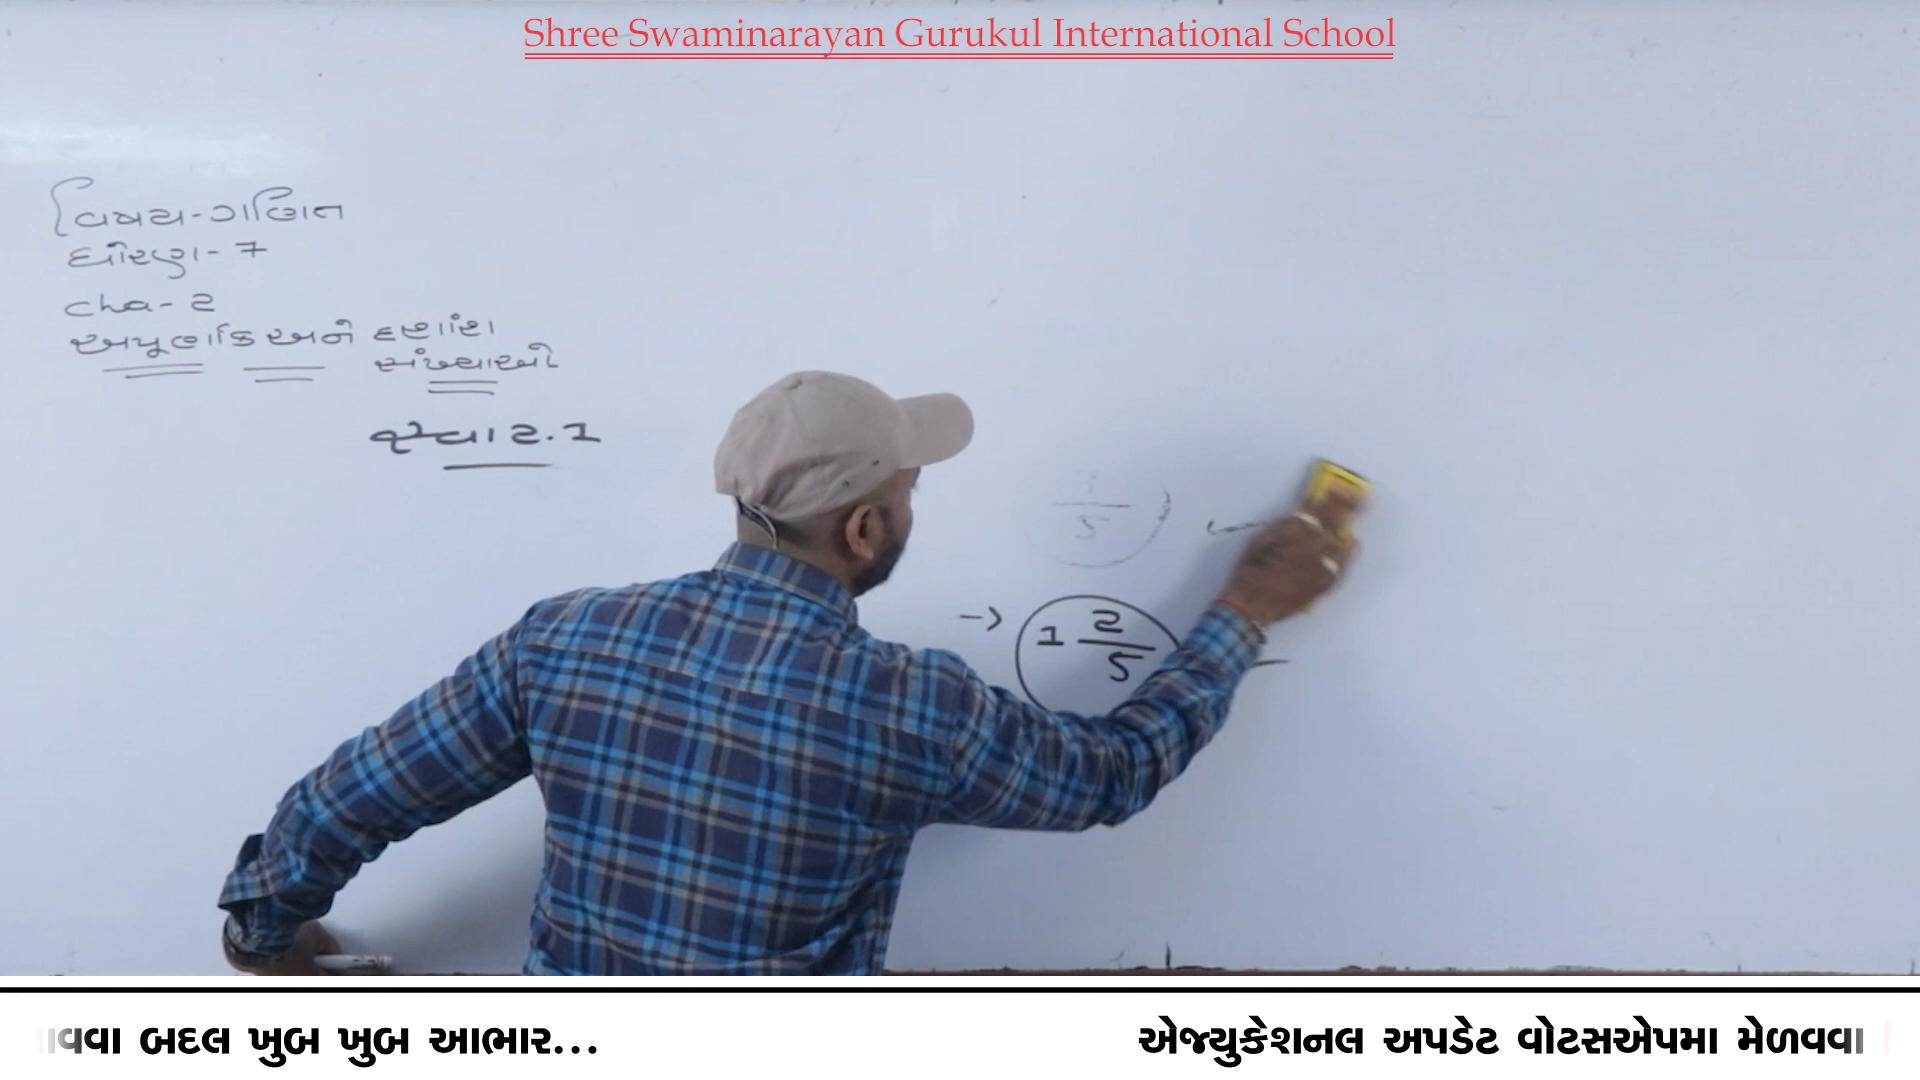 Shree Swaminarayan Gurukul International School
વિષય-ગણિત
ધોરણ-7
cha-2
અપૂર્ણાંક અને દશાંશ
સંખ્યાઓ
સ્વા 2.1
5
→ 1 2/5
વવા બદલ ખુબ ખુબ આભાર...
એજ્યુકેશનલ અપડેટ વોટસએપમા મેળવવા